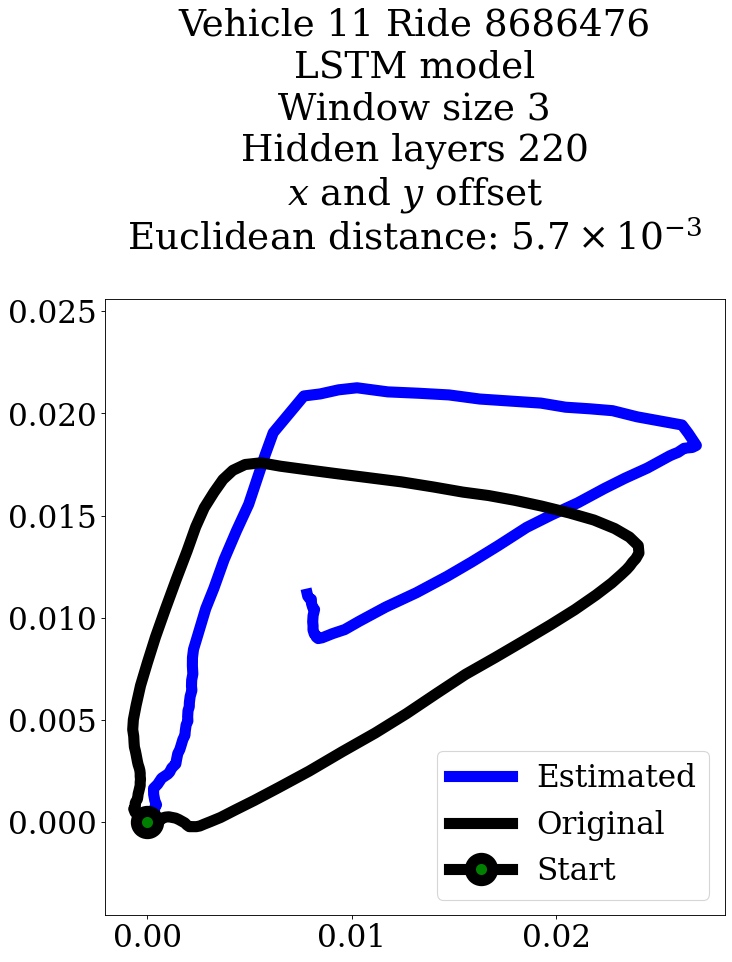 Vehicle 11 Ride 8686476
LSTM model
Window size 3
Hidden layers 220
x and y offset
Euclidean distance: 5.7 × 10⁻³
0.025
0.020
0.015
0.010
0.005
0.000
Estimated
Original
Start
0.00 0.01 0.02